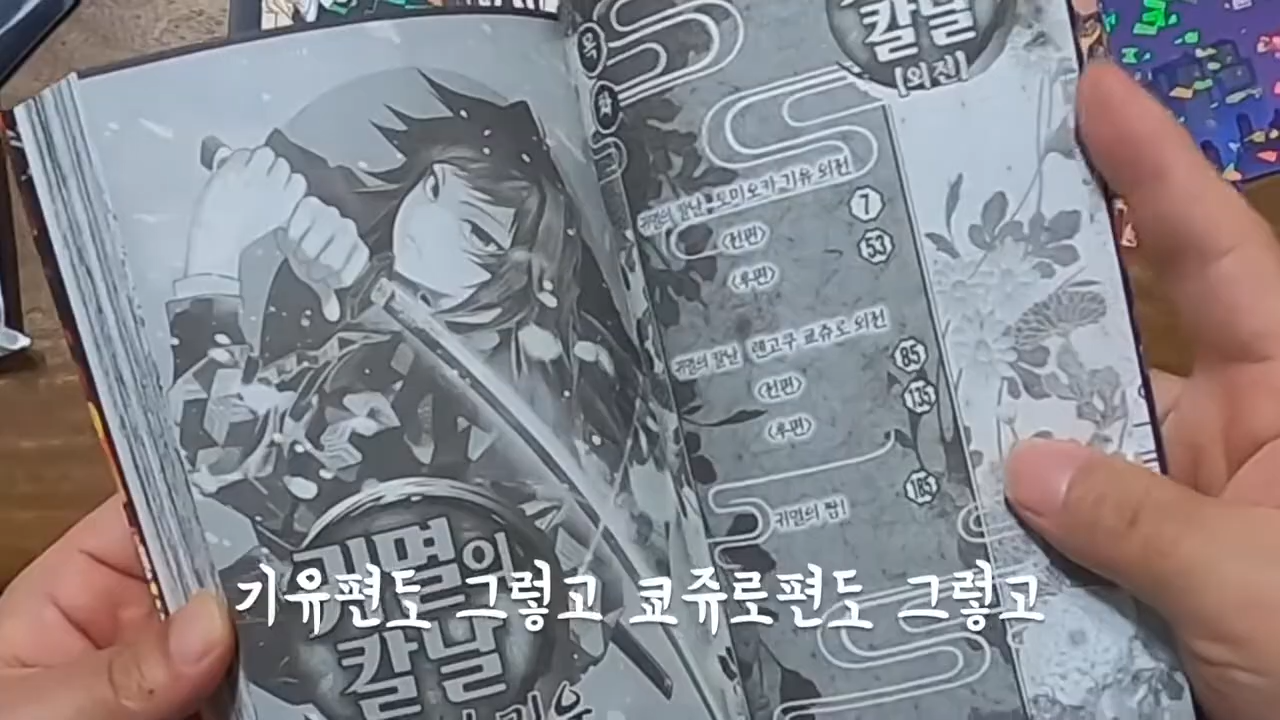 목차
칼날
[외전]
귀멸의 칼날 토미오카 기유 외전
<전편>
7
<후편>
53
귀멸의 칼날 렌고쿠 쿄쥬로 외전
<전편>
85
<후편>
135
귀멸의 짬!
185
귀멸의
칼날
기유편도 그렇고 쿄쥬로편도 그렇고